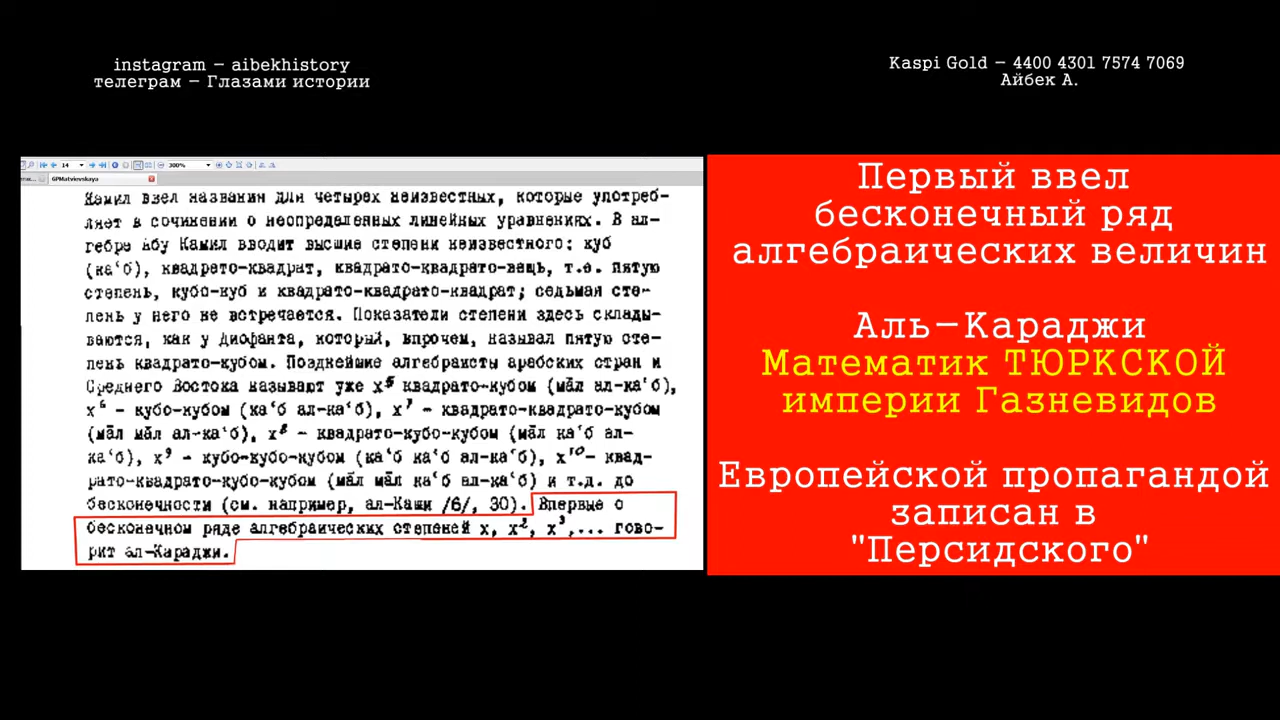 instagram – aibekhistory
телеграм – Глазами истории
Kaspi Gold – 4400 4301 7574 7069
Айбек А.
14
300%
GPMatvievskaya
Камил ввел названия для четырех неизвестных, которые употреб-
ляет в сочинении о неопределенных линейных уравнениях. В ал-
гебре Абу Камил вводит высшие степени неизвестного: куб
(ка‘б), квадрато-квадрат, квадрато-квадрато-вещь, т.е. пятую
степень, кубо-куб и квадрато-квадрато-квадрат; седьмая сте-
пень у него не встречается. Показатели степени здесь склады-
ваются, как у Диофанта, который, впрочем, называл пятую сте-
пень квадрато-кубом. Позднейшие алгебраисты арабских стран и
Среднего Востока называют уже x⁵ квадрато-кубом (мāл ал-ка‘б),
x⁶ – кубо-кубом (ка‘б ал-ка‘б), x⁷ – квадрато-квадрато-кубом
(мāл мāл ал-ка‘б), x⁸ – квадрато-кубо-кубом (мāл ка‘б ал-
ка‘б), x⁹ – кубо-кубо-кубом (ка‘б ка‘б ал-ка‘б), x¹⁰– квад-
рато-квадрато-кубо-кубом (мāл мāл ка‘б ал-ка‘б) и т.д. до
бесконечности (см. например, ал-Каши /6/, 30). Впервые о
бесконечном ряде алгебраических степеней x, x², x³,... гово-
рит ал-Караджи.
Первый ввел
бесконечный ряд
алгебраических величин
Аль-Караджи
Математик ТЮРКСКОЙ
империи Газневидов
Европейской пропагандой
записан в
"Персидского"